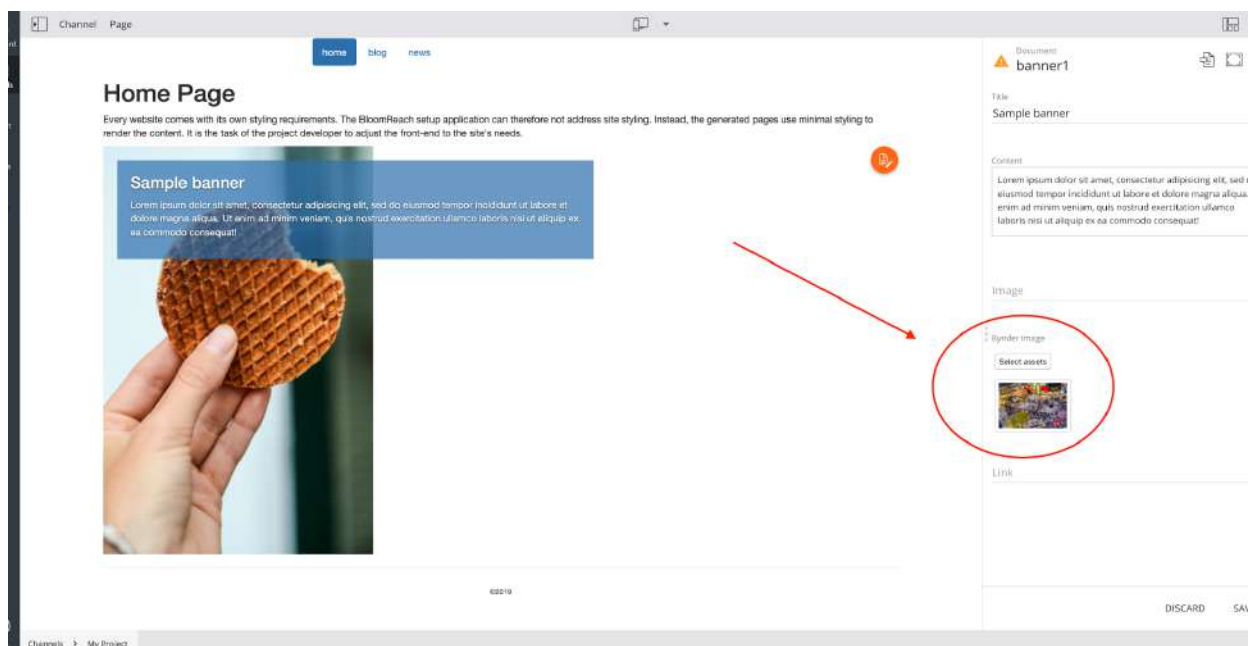 Channel Page
home blog news
Home Page
Every website comes with its own styling requirements. The BloomReach setup application can therefore not address site styling. Instead, the generated pages use minimal styling to
render the content. It is the task of the project developer to adjust the front-end to the site's needs.
Sample banner
Lorem ipsum dolor sit amet, consectetur adipisicing elit, sed do eiusmod tempor incididunt ut labore et
dolore magna aliqua. Ut enim ad minim veniam, quis nostrud exercitation ullamco laboris nisi ut aliquip ex
ea commodo consequat!
©2019
Document
banner1
Title
Sample banner
Content
Lorem ipsum dolor sit amet, consectetur adipisicing elit, sed
eiusmod tempor incididunt ut labore et dolore magna aliqua.
enim ad minim veniam, quis nostrud exercitation ullamco
laboris nisi ut aliquip ex ea commodo consequat!
Image
Bynder Image
Select assets
Link
DISCARD SAV
Channels > My Project